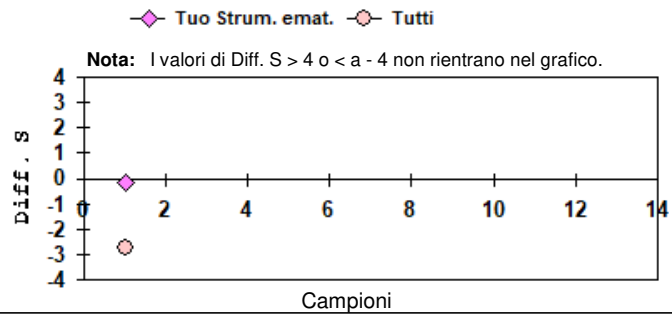 Tuo Strum. emat. Tutti
Nota: I valori di Diff. S > 4 o < a - 4 non rientrano nel grafico.
4
3
2
1
0
-1
-2
-3
-4
Diff. S
0 2 4 6 8 10 12 14
Campioni